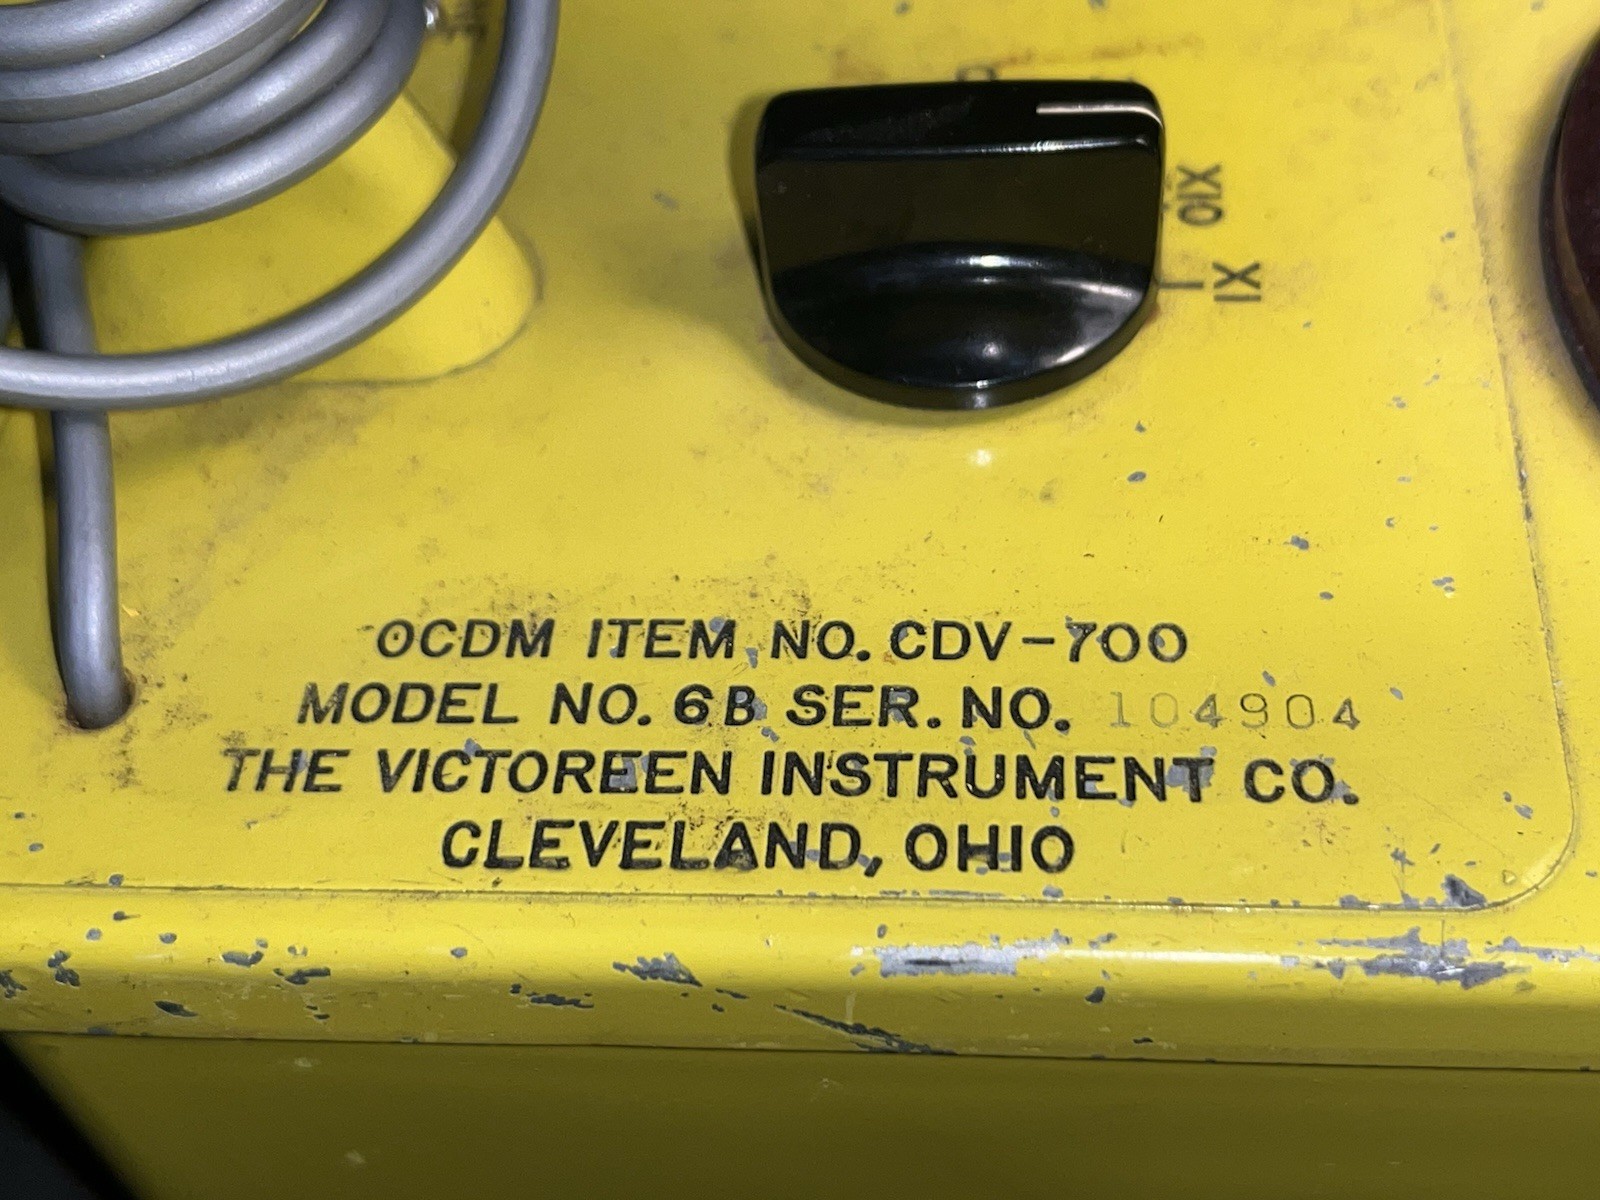 X10
X1
OCDM ITEM NO. CDV-700
MODEL NO. 6B SER. NO. 104904
THE VICTOREEN INSTRUMENT CO.
CLEVELAND, OHIO